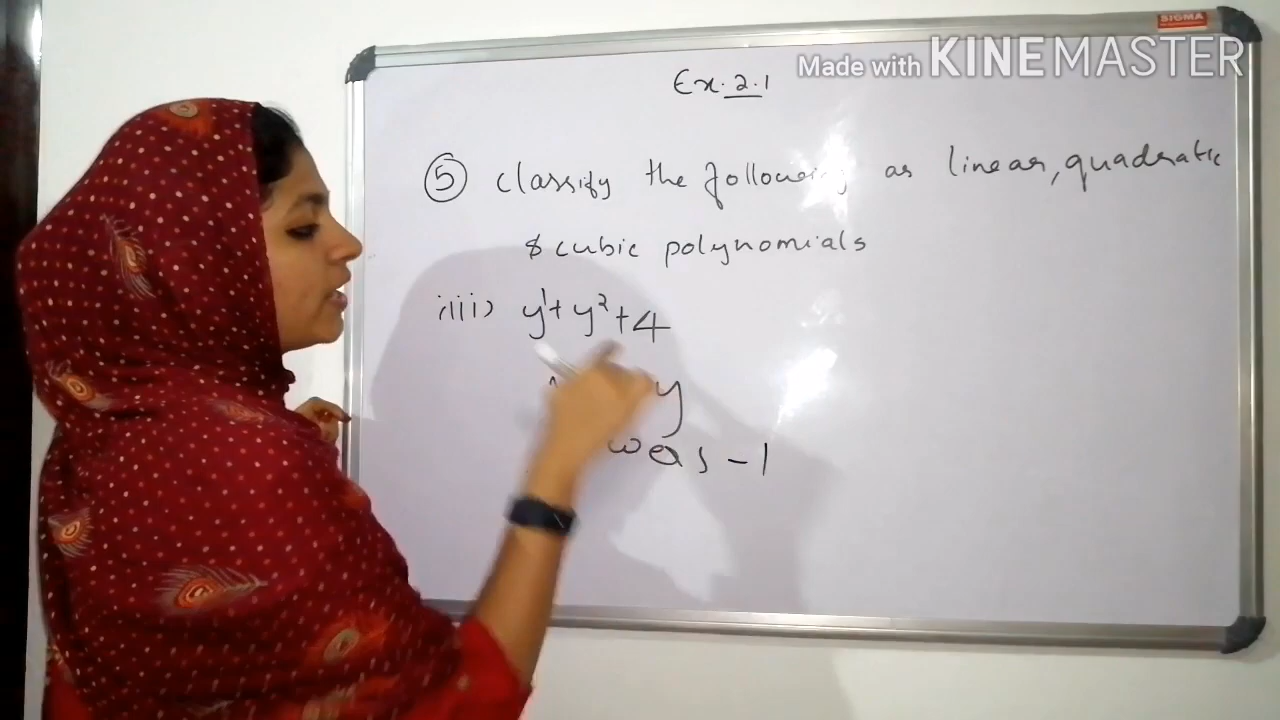 SIGMA
Made with KINEMASTER
Ex. 2.1
⑤ Classify the following as linear, quadratic
& cubic polynomials
iii) y¹ + y² + 4
y
- 1